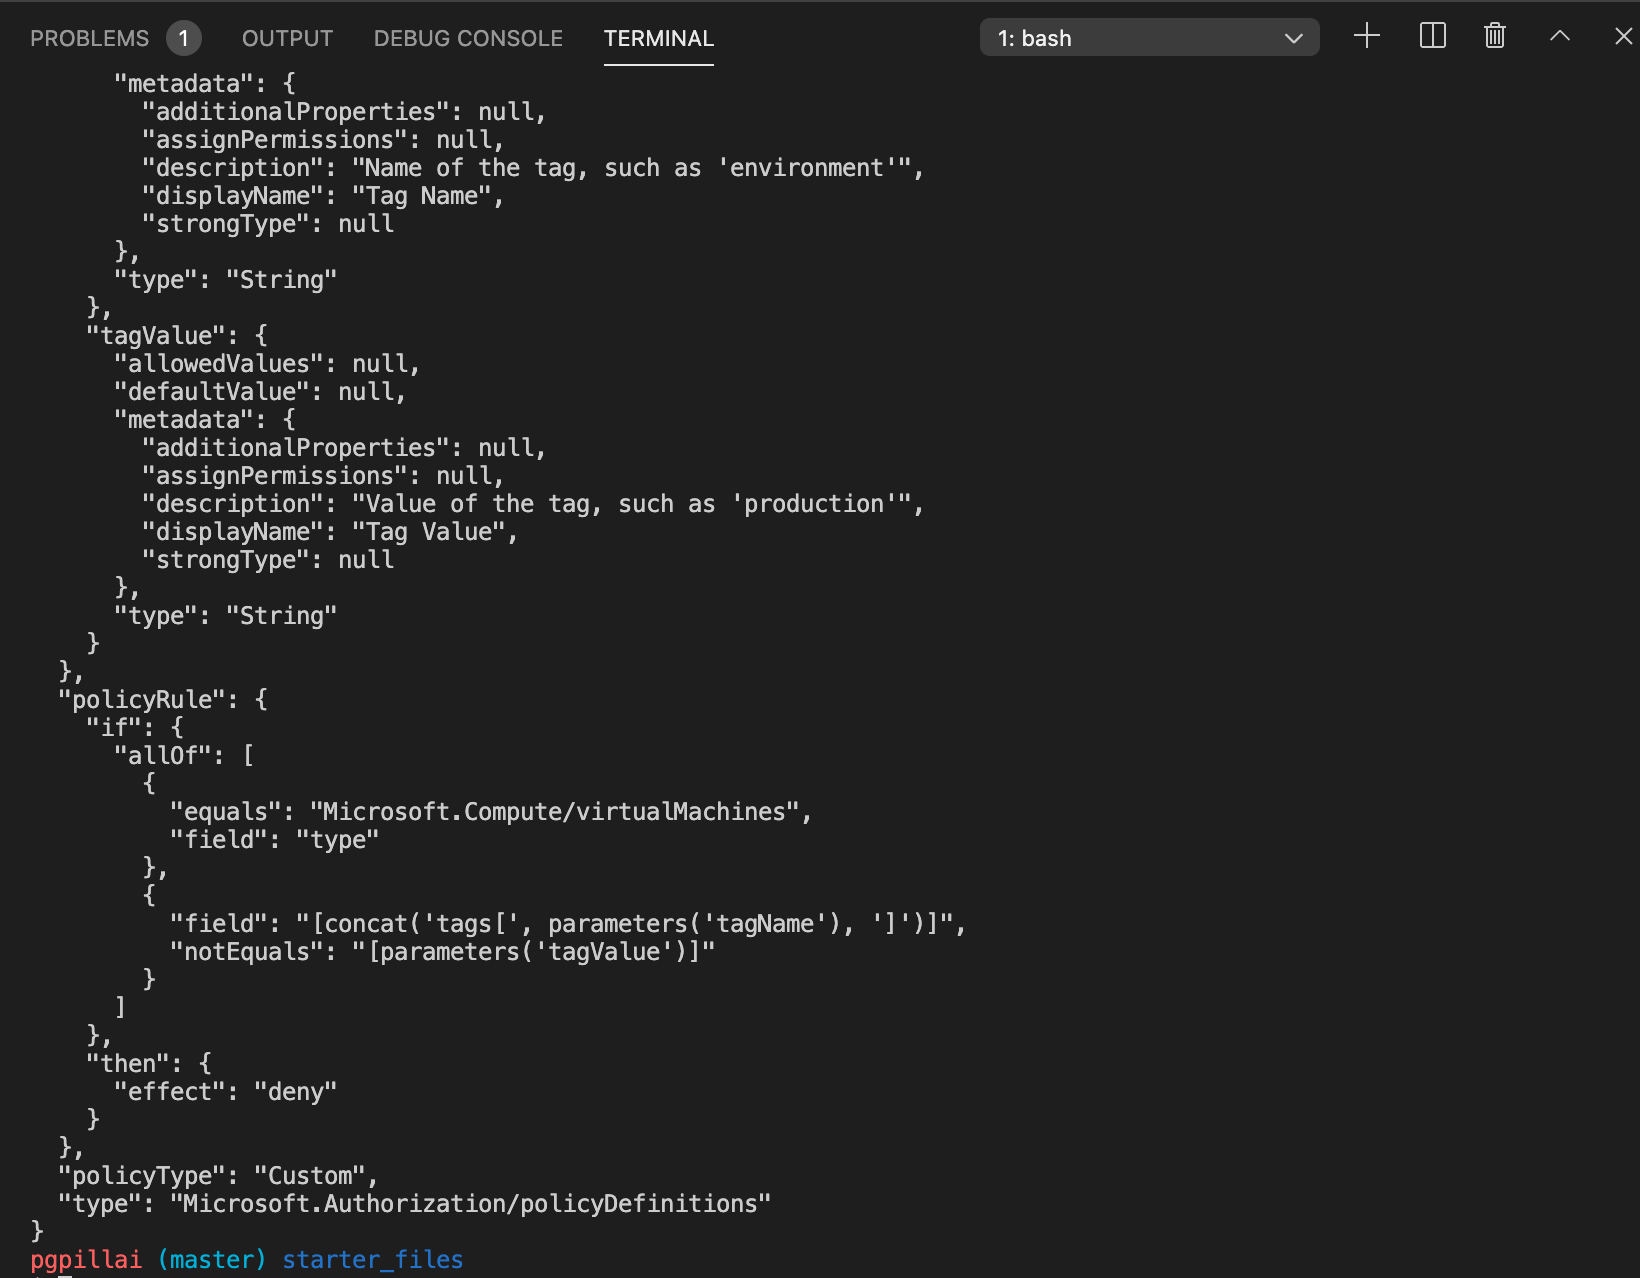 PROBLEMS 1 OUTPUT DEBUG CONSOLE TERMINAL 1: bash
      "metadata": {
        "additionalProperties": null,
        "assignPermissions": null,
        "description": "Name of the tag, such as 'environment'",
        "displayName": "Tag Name",
        "strongType": null
      },
      "type": "String"
    },
    "tagValue": {
      "allowedValues": null,
      "defaultValue": null,
      "metadata": {
        "additionalProperties": null,
        "assignPermissions": null,
        "description": "Value of the tag, such as 'production'",
        "displayName": "Tag Value",
        "strongType": null
      },
      "type": "String"
    }
  },
  "policyRule": {
    "if": {
      "allOf": [
        {
          "equals": "Microsoft.Compute/virtualMachines",
          "field": "type"
        },
        {
          "field": "[concat('tags[', parameters('tagName'), ']')]",
          "notEquals": "[parameters('tagValue')]"
        }
      ]
    },
    "then": {
      "effect": "deny"
    }
  },
  "policyType": "Custom",
  "type": "Microsoft.Authorization/policyDefinitions"
}
pgpillai (master) starter_files